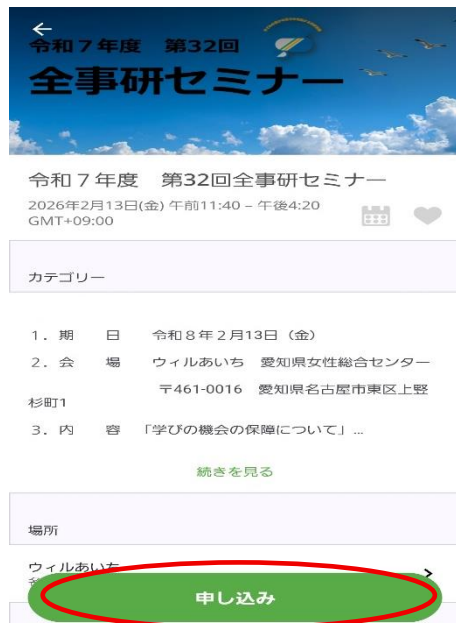 令和7年度　第32回
全事研セミナー
令和7年度　第32回全事研セミナー
2026年2月13日(金) 午前11:40 – 午後4:20
GMT+09:00
カテゴリー
1．期　　日　　令和8年2月13日（金）
2．会　　場　　ウィルあいち　愛知県女性総合センター
〒461-0016　愛知県名古屋市東区上竪
杉町1
3．内　　容　「学びの機会の保障について」...
続きを見る
場所
ウィルあいち
申し込み